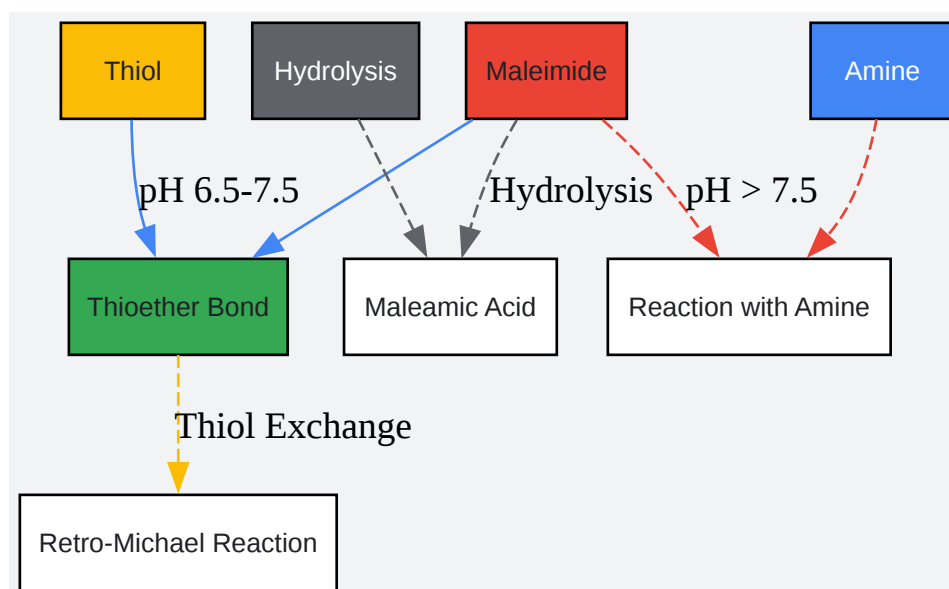 Thiol
Hydrolysis
Maleimide
Amine
pH 6.5-7.5
Hydrolysis
pH > 7.5
Thioether Bond
Maleamic Acid
Reaction with Amine
Thiol Exchange
Retro-Michael Reaction